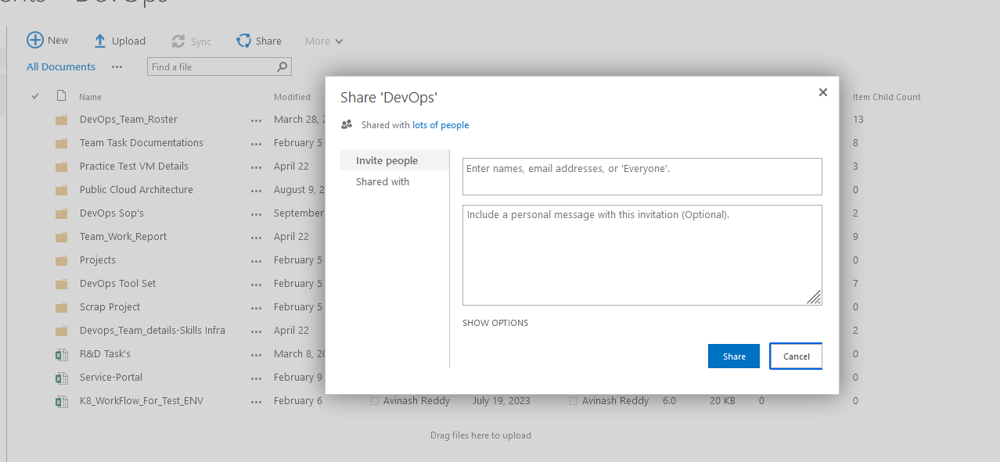 DevOps
New Upload Sync Share More
All Documents ... Find a file
Name Modified Item Child Count
DevOps_Team_Roster ... March 28, 13
Team Task Documentations ... February 5 8
Practice Test VM Details ... April 22 3
Public Cloud Architecture ... August 9, 2 0
DevOps Sop's ... September 2
Team_Work_Report ... April 22 9
Projects ... February 5 0
DevOps Tool Set ... February 5 7
Scrap Project ... February 5 0
Devops_Team_details-Skills Infra ... April 22 2
R&D Task's ... March 8, 20 0
Service-Portal ... February 9 0
K8_WorkFlow_For_Test_ENV ... February 6 Avinash Reddy July 19, 2023 Avinash Reddy 6.0 20 KB 0 0
Drag files here to upload
Share 'DevOps'
Shared with lots of people
Invite people
Shared with
Enter names, email addresses, or 'Everyone'.
Include a personal message with this invitation (Optional).
SHOW OPTIONS
Share Cancel